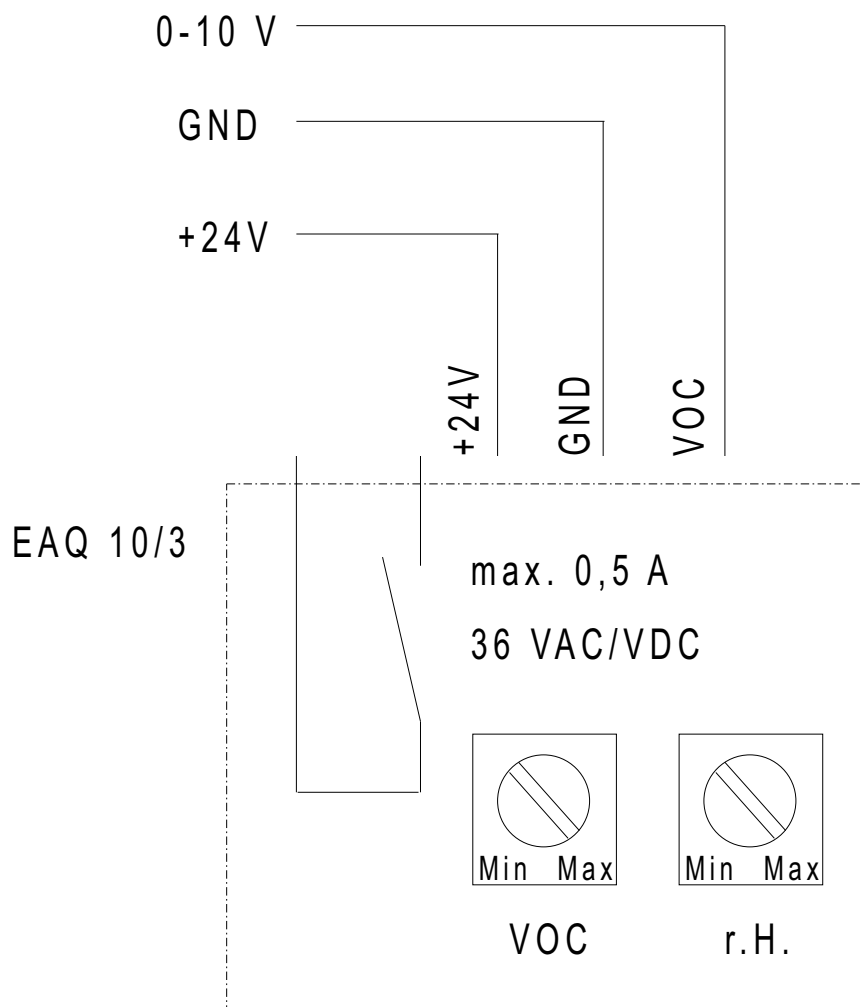 0-10 V
GND
+24V
+24V
GND
VOC
EAQ 10/3
max. 0,5 A
36 VAC/VDC
Min Max
Min Max
VOC
r.H.